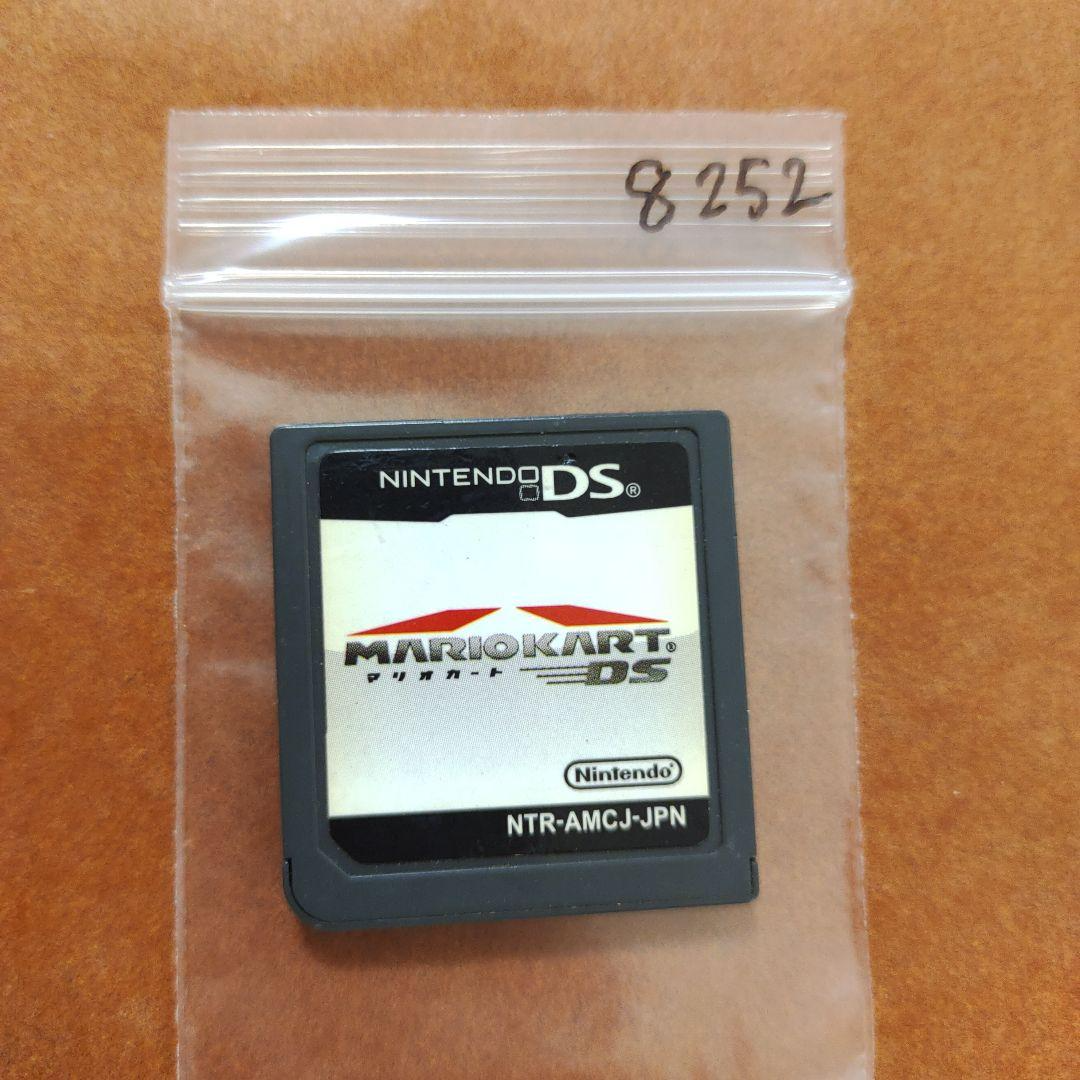 8252
NINTENDO DS®
MARIOKART®
マリオカート DS
Nintendo®
NTR-AMCJ-JPN